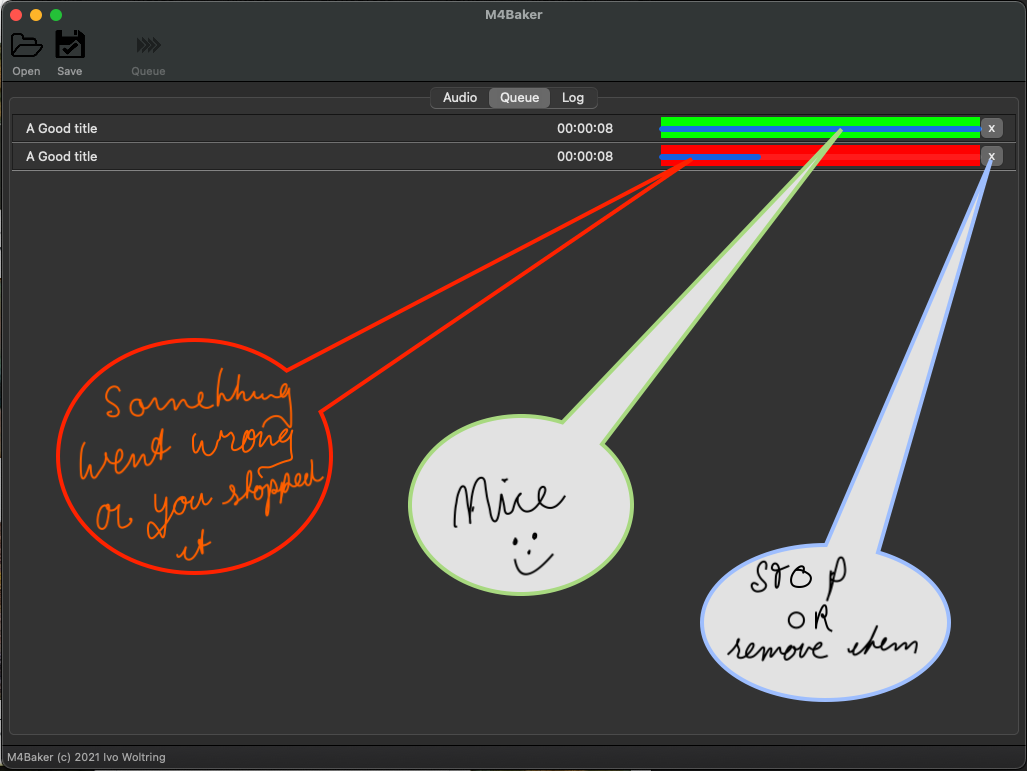 M4Baker
Open Save Queue
Audio Queue Log
A Good title 00:00:08 x
A Good title 00:00:08 x
Somehhing
went wrong
or you stopped
it
Nice
STOP
OR
remove them
M4Baker (c) 2021 Ivo Woltring